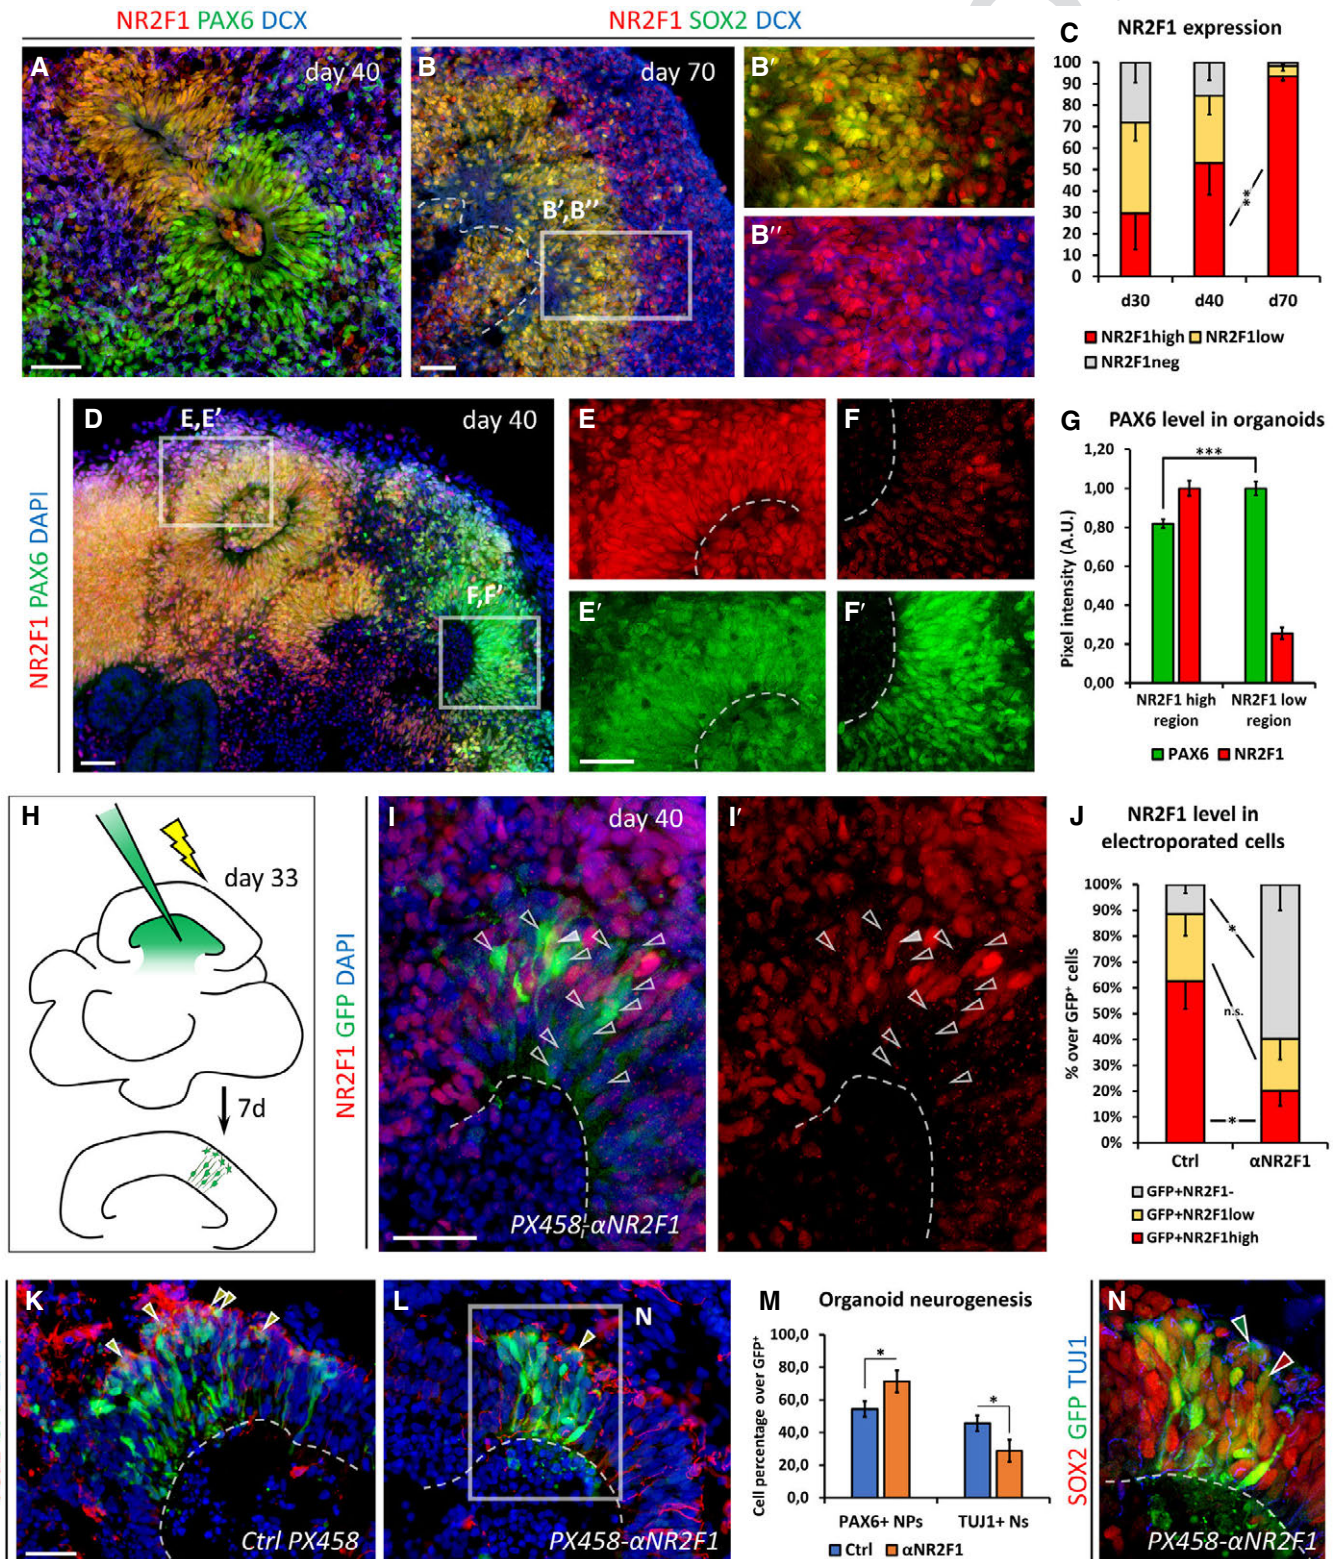 NR2F1 PAX6 DCX
NR2F1 SOX2 DCX
A
day 40
B
day 70
B',B''
B'
B''
C
NR2F1 expression
100
90
80
70
60
50
40
30
20
10
0
**
d30
d40
d70
NR2F1high
NR2F1low
NR2F1neg
NR2F1 PAX6 DAPI
D
E,E'
day 40
F,F'
E
F
E'
F'
G
PAX6 level in organoids
Pixel intensity (A.U.)
1,20
1,00
0,80
0,60
0,40
0,20
0,00
***
NR2F1 high region
NR2F1 low region
PAX6
NR2F1
H
day 33
7d
NR2F1 GFP DAPI
I
day 40
PX458-αNR2F1
I'
J
NR2F1 level in
electroporated cells
% over GFP⁺ cells
100%
90%
80%
70%
60%
50%
40%
30%
20%
10%
0%
*
n.s.
*
Ctrl
αNR2F1
GFP+NR2F1-
GFP+NR2F1low
GFP+NR2F1high
K
Ctrl PX458
L
N
PX458-αNR2F1
M
Organoid neurogenesis
Cell percentage over GFP⁺
100,0
80,0
60,0
40,0
20,0
0,0
*
*
PAX6+ NPs
TUJ1+ Ns
Ctrl
αNR2F1
SOX2 GFP TUJ1
N
PX458-αNR2F1